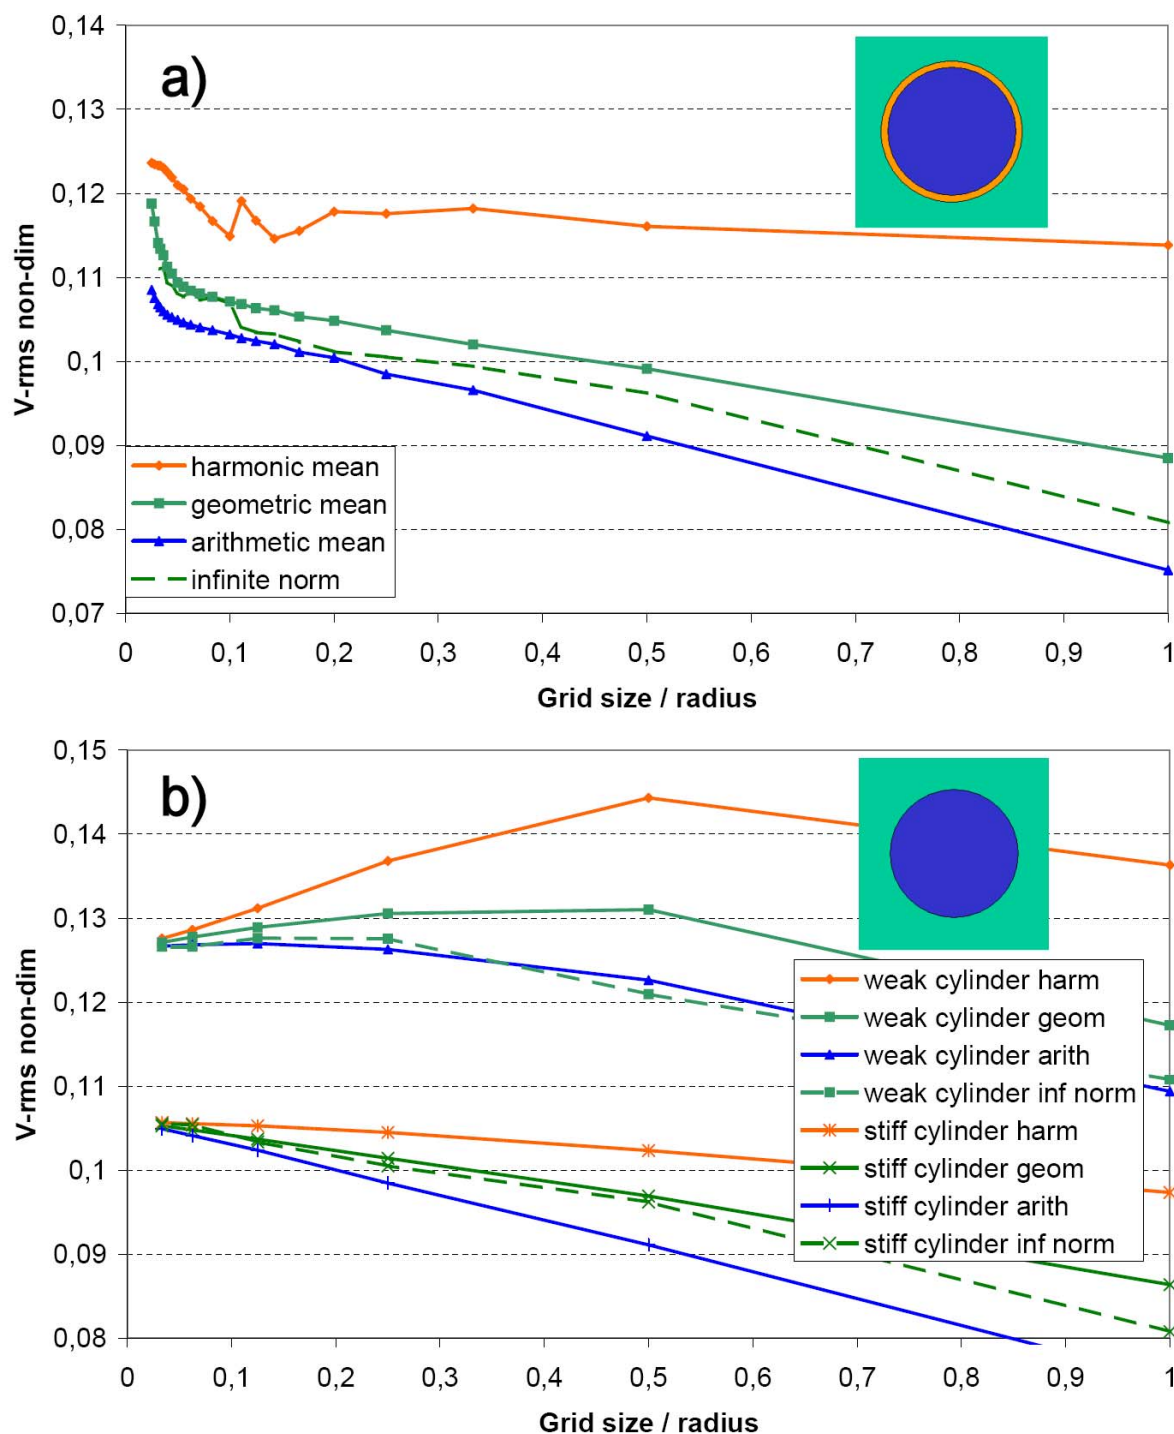 a)
0,14
0,13
0,12
0,11
0,1
0,09
0,08
0,07
V-rms non-dim
harmonic mean
geometric mean
arithmetic mean
infinite norm
0 0,1 0,2 0,3 0,4 0,5 0,6 0,7 0,8 0,9 1
Grid size / radius
b)
0,15
0,14
0,13
0,12
0,11
0,1
0,09
0,08
V-rms non-dim
weak cylinder harm
weak cylinder geom
weak cylinder arith
weak cylinder inf norm
stiff cylinder harm
stiff cylinder geom
stiff cylinder arith
stiff cylinder inf norm
0 0,1 0,2 0,3 0,4 0,5 0,6 0,7 0,8 0,9 1
Grid size / radius